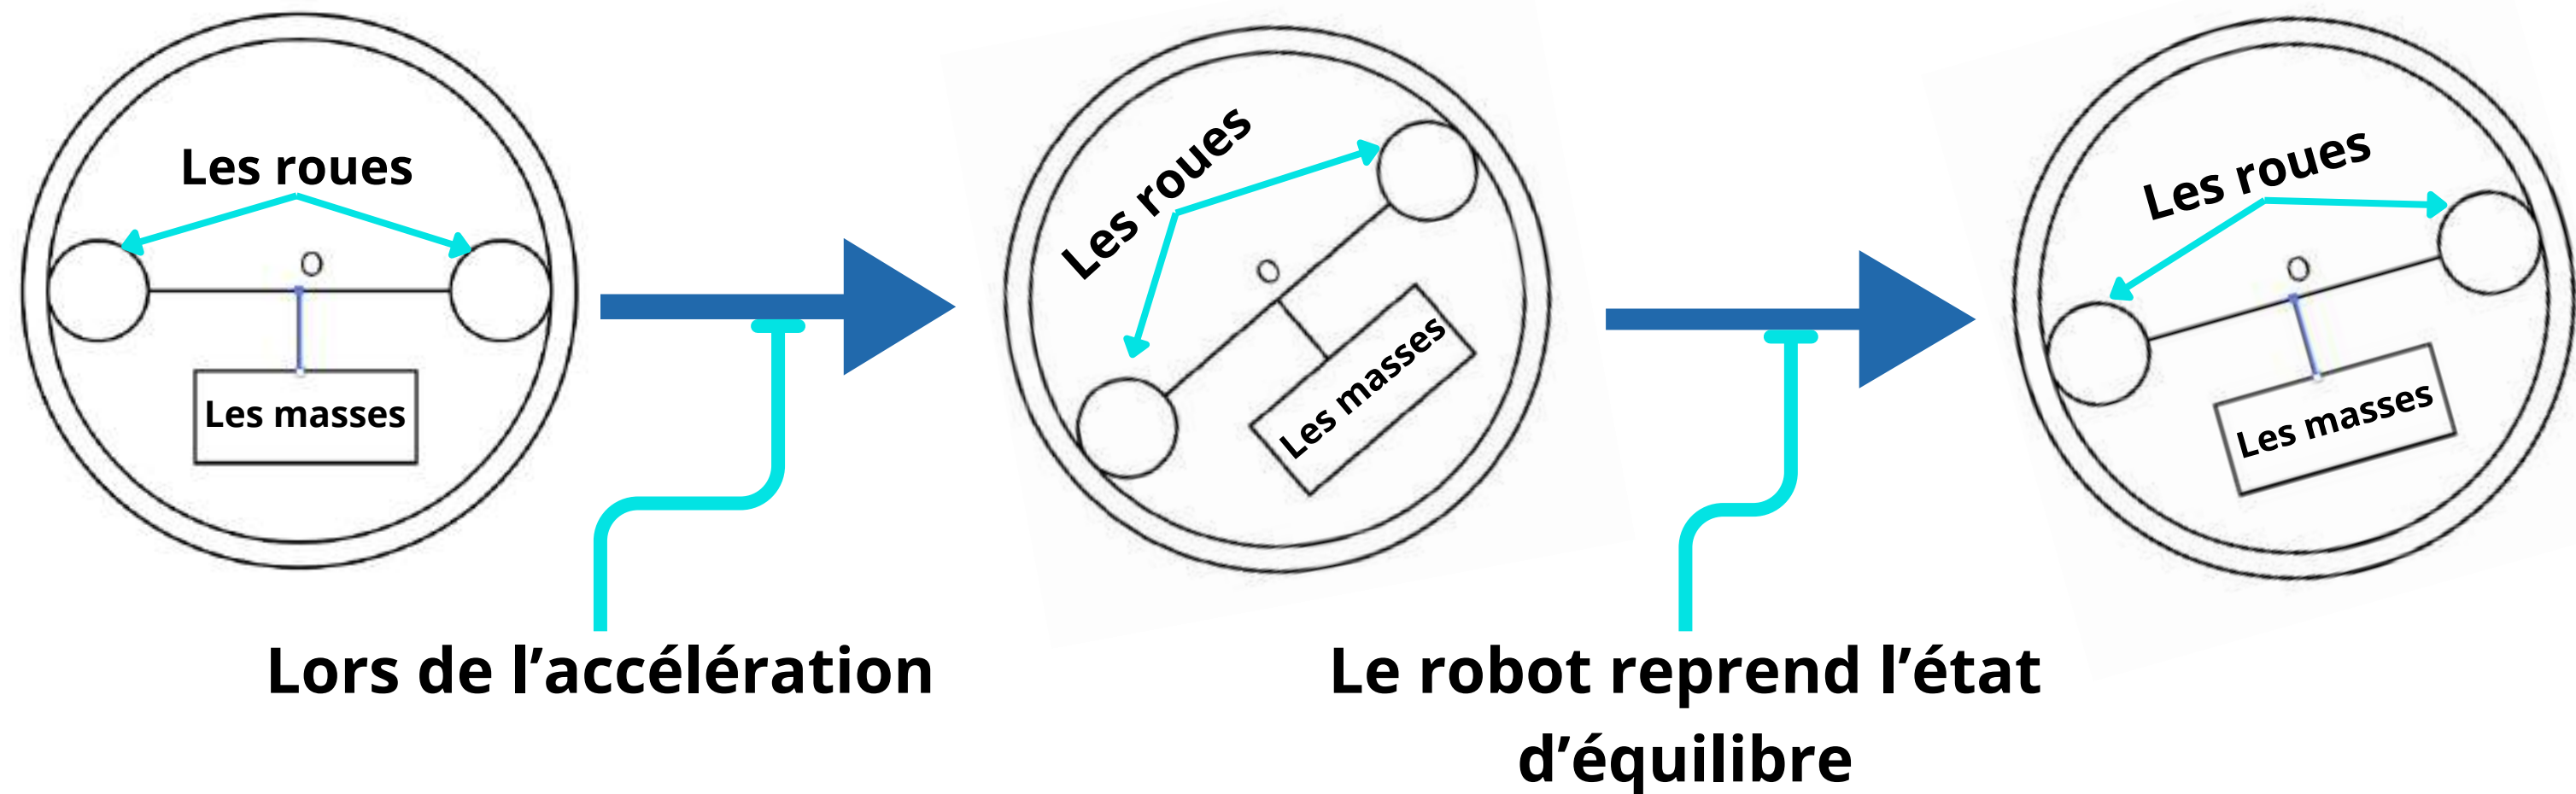 Les roues
O
Les masses
Les roues
O
Les masses
Les roues
O
Les masses
Lors de l’accélération
Le robot reprend l’état
d’équilibre